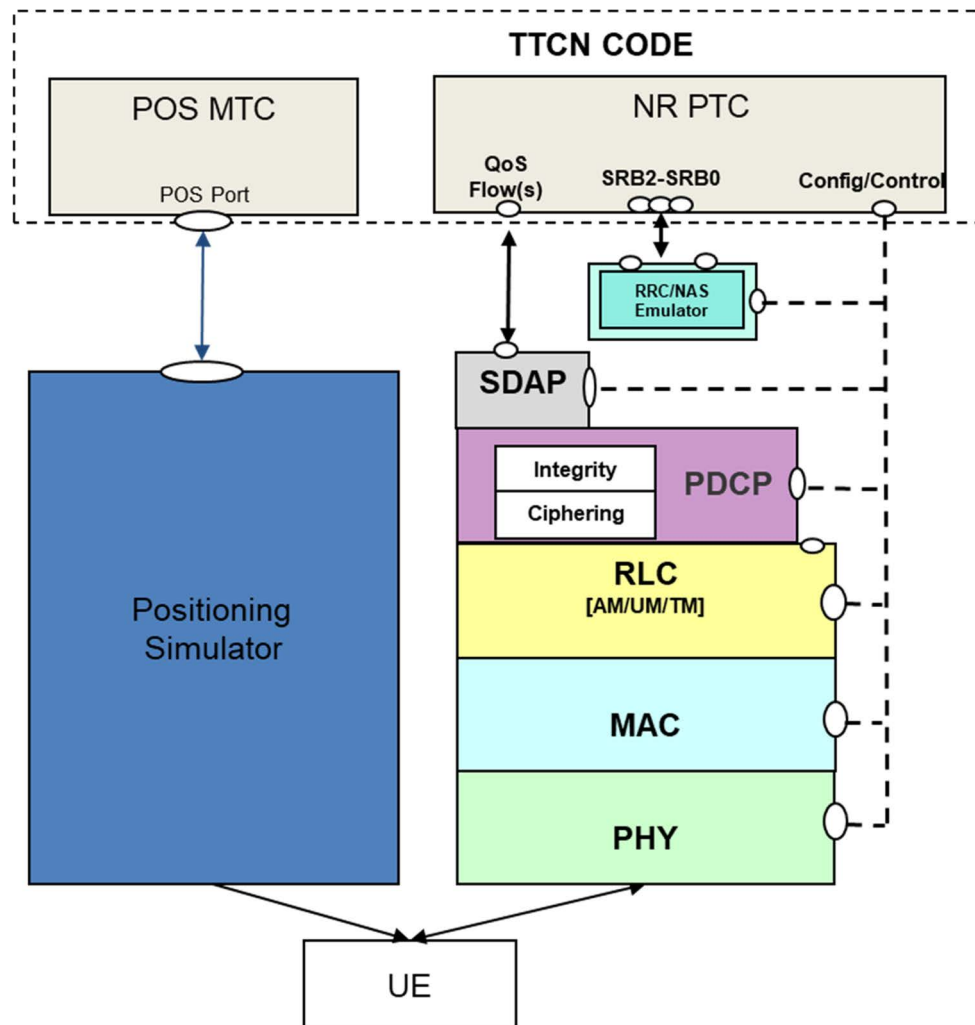 TTCN CODE
POS MTC
POS Port
NR PTC
QoS
Flow(s)
SRB2-SRB0
Config/Control
RRC/NAS
Emulator
SDAP
Integrity
Ciphering
PDCP
RLC
[AM/UM/TM]
MAC
PHY
Positioning
Simulator
UE